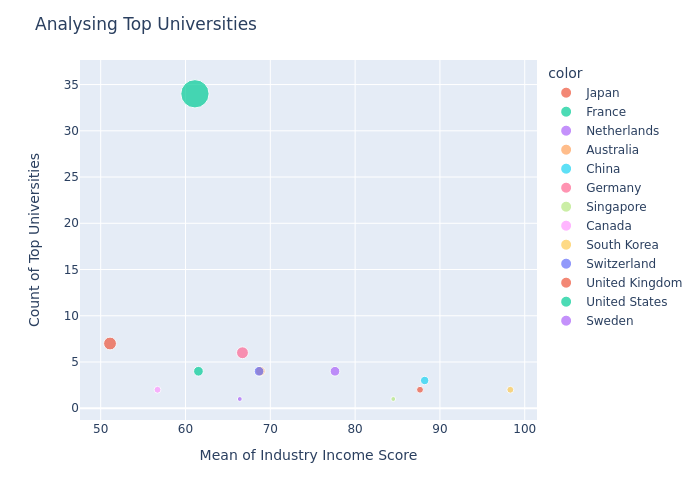 Analysing Top Universities
Count of Top Universities
35
30
25
20
15
10
5
0
50
60
70
80
90
100
Mean of Industry Income Score
color
Japan
France
Netherlands
Australia
China
Germany
Singapore
Canada
South Korea
Switzerland
United Kingdom
United States
Sweden